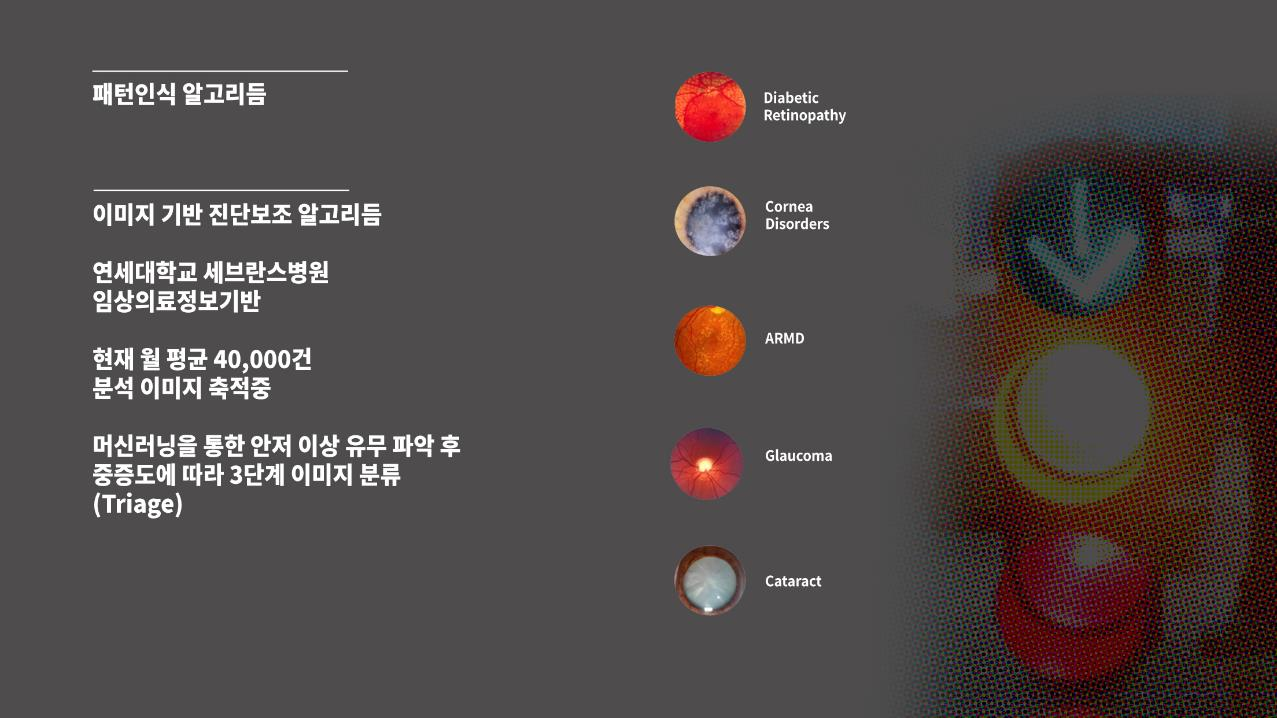 패턴인식 알고리듬
이미지 기반 진단보조 알고리듬
연세대학교 세브란스병원
임상의료정보기반
현재 월 평균 40,000건
분석 이미지 축적중
머신러닝을 통한 안저 이상 유무 파악 후
중증도에 따라 3단계 이미지 분류
(Triage)
Diabetic
Retinopathy
Cornea
Disorders
ARMD
Glaucoma
Cataract